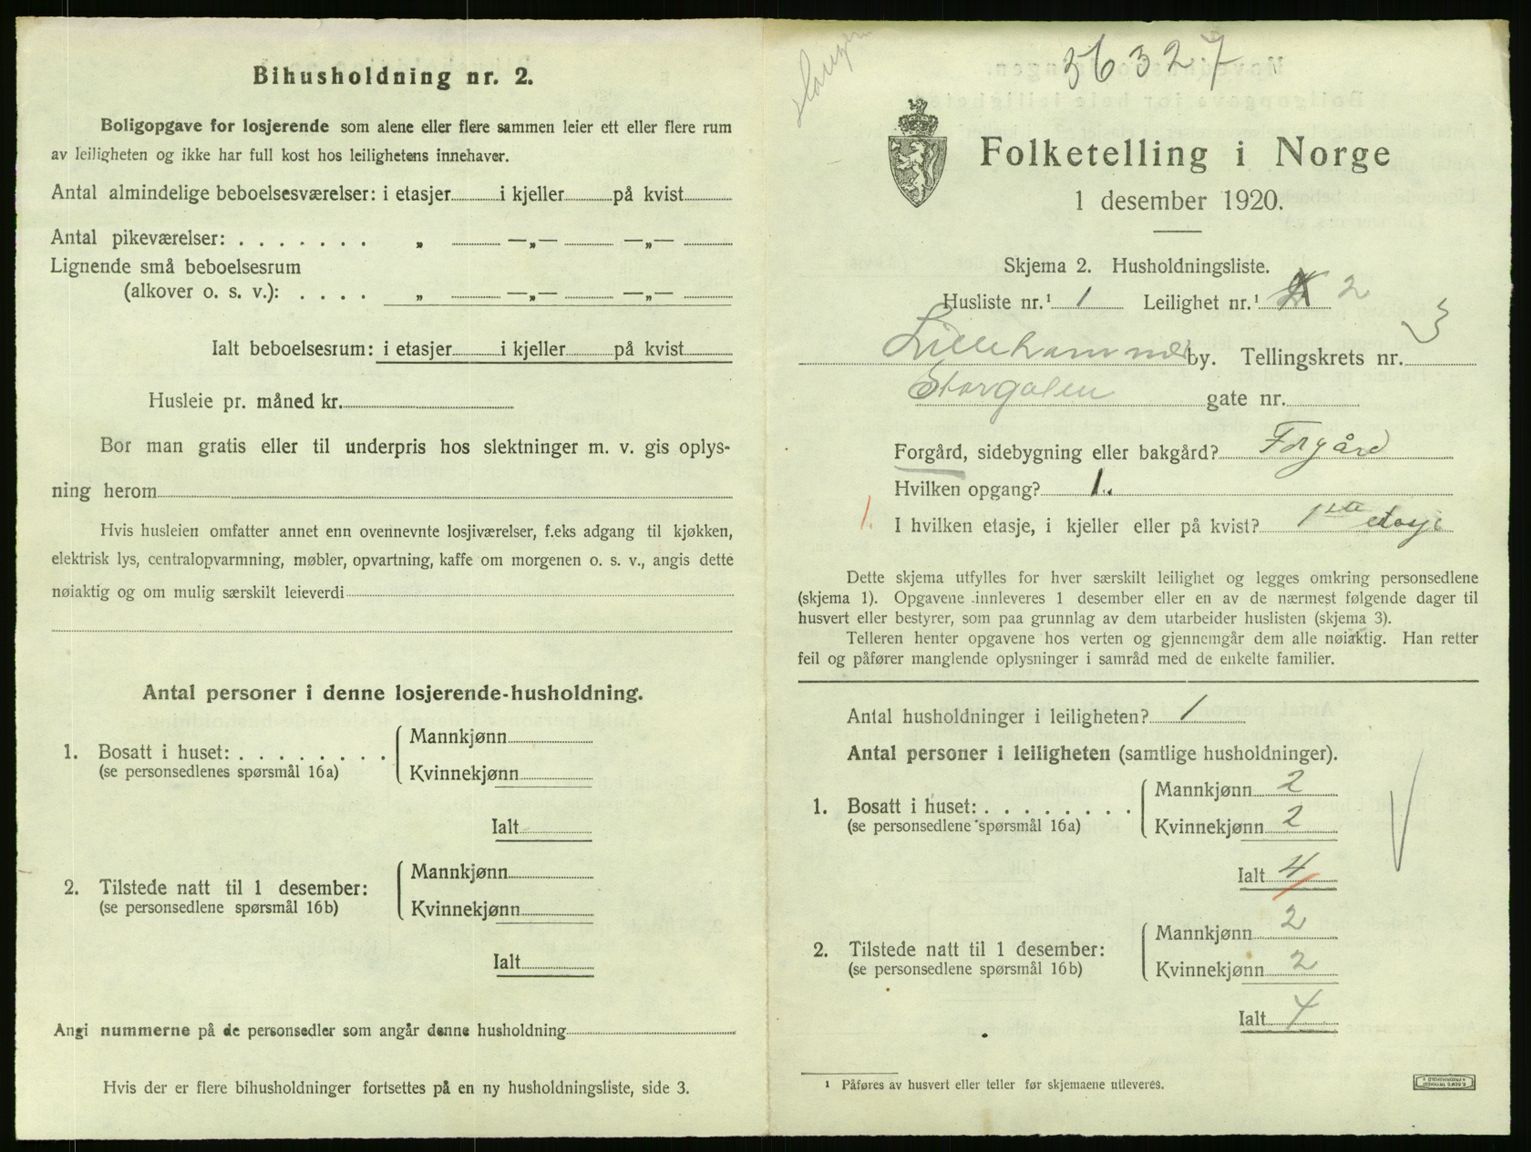 Bihusholdning nr. 2.
Boligopgave for losjerende som alene eller flere sammen leier ett eller flere rum
av leiligheten og ikke har full kost hos leilighetens innehaver.
Antal almindelige beboelsesværelser: i etasjer i kjeller på kvist
Antal pikeværelser: . . . . . . . „ —„— —„—
Lignende små beboelsesrum
(alkover o. s. v.): . . . . „ —„— —„—
Ialt beboelsesrum: i etasjer i kjeller på kvist
Husleie pr. måned kr.
Bor man gratis eller til underpris hos slektninger m. v. gis oplys-
ning herom
Hvis husleien omfatter annet enn ovennevnte losjiværelser, f.eks adgang til kjøkken,
elektrisk lys, centralopvarmning, møbler, opvartning, kaffe om morgenen o. s. v., angis dette
nøiaktig og om mulig særskilt leieverdi
Antal personer i denne losjerende-husholdning.
1. Bosatt i huset: . . . . . . . .
(se personsedlenes spørsmål 16a)
Mannkjønn
Kvinnekjønn
Ialt
2. Tilstede natt til 1 desember:
(se personsedlene spørsmål 16b)
Mannkjønn
Kvinnekjønn
Ialt
Angi nummerne på de personsedler som angår denne husholdning
Hvis der er flere bihusholdninger fortsettes på en ny husholdningsliste, side 3.
36327
Folketelling i Norge
1 desember 1920.
Skjema 2. Husholdningsliste.
Husliste nr.¹ 1 Leilighet nr.¹ 2
Lillehammer by. Tellingskrets nr. 3
Storgaten gate nr.
Forgård, sidebygning eller bakgård? Forgård
Hvilken opgang? 1.
1. I hvilken etasje, i kjeller eller på kvist? 1ste etasje
Dette skjema utfylles for hver særskilt leilighet og legges omkring personsedlene
(skjema 1). Opgavene innleveres 1 desember eller en av de nærmest følgende dager til
husvert eller bestyrer, som paa grunnlag av dem utarbeider huslisten (skjema 3).
Telleren henter opgavene hos verten og gjennemgår dem alle nøiaktig. Han retter
feil og påfører manglende oplysninger i samråd med de enkelte familier.
Antal husholdninger i leiligheten? 1
Antal personer i leiligheten (samtlige husholdninger).
1. Bosatt i huset: . . . . . . . .
(se personsedlene spørsmål 16a)
Mannkjønn 2
Kvinnekjønn 2
Ialt 4
2. Tilstede natt til 1 desember:
(se personsedlene spørsmål 16b)
Mannkjønn 2
Kvinnekjønn 2
Ialt 4
¹ Påføres av husvert eller teller før skjemaene utleveres.